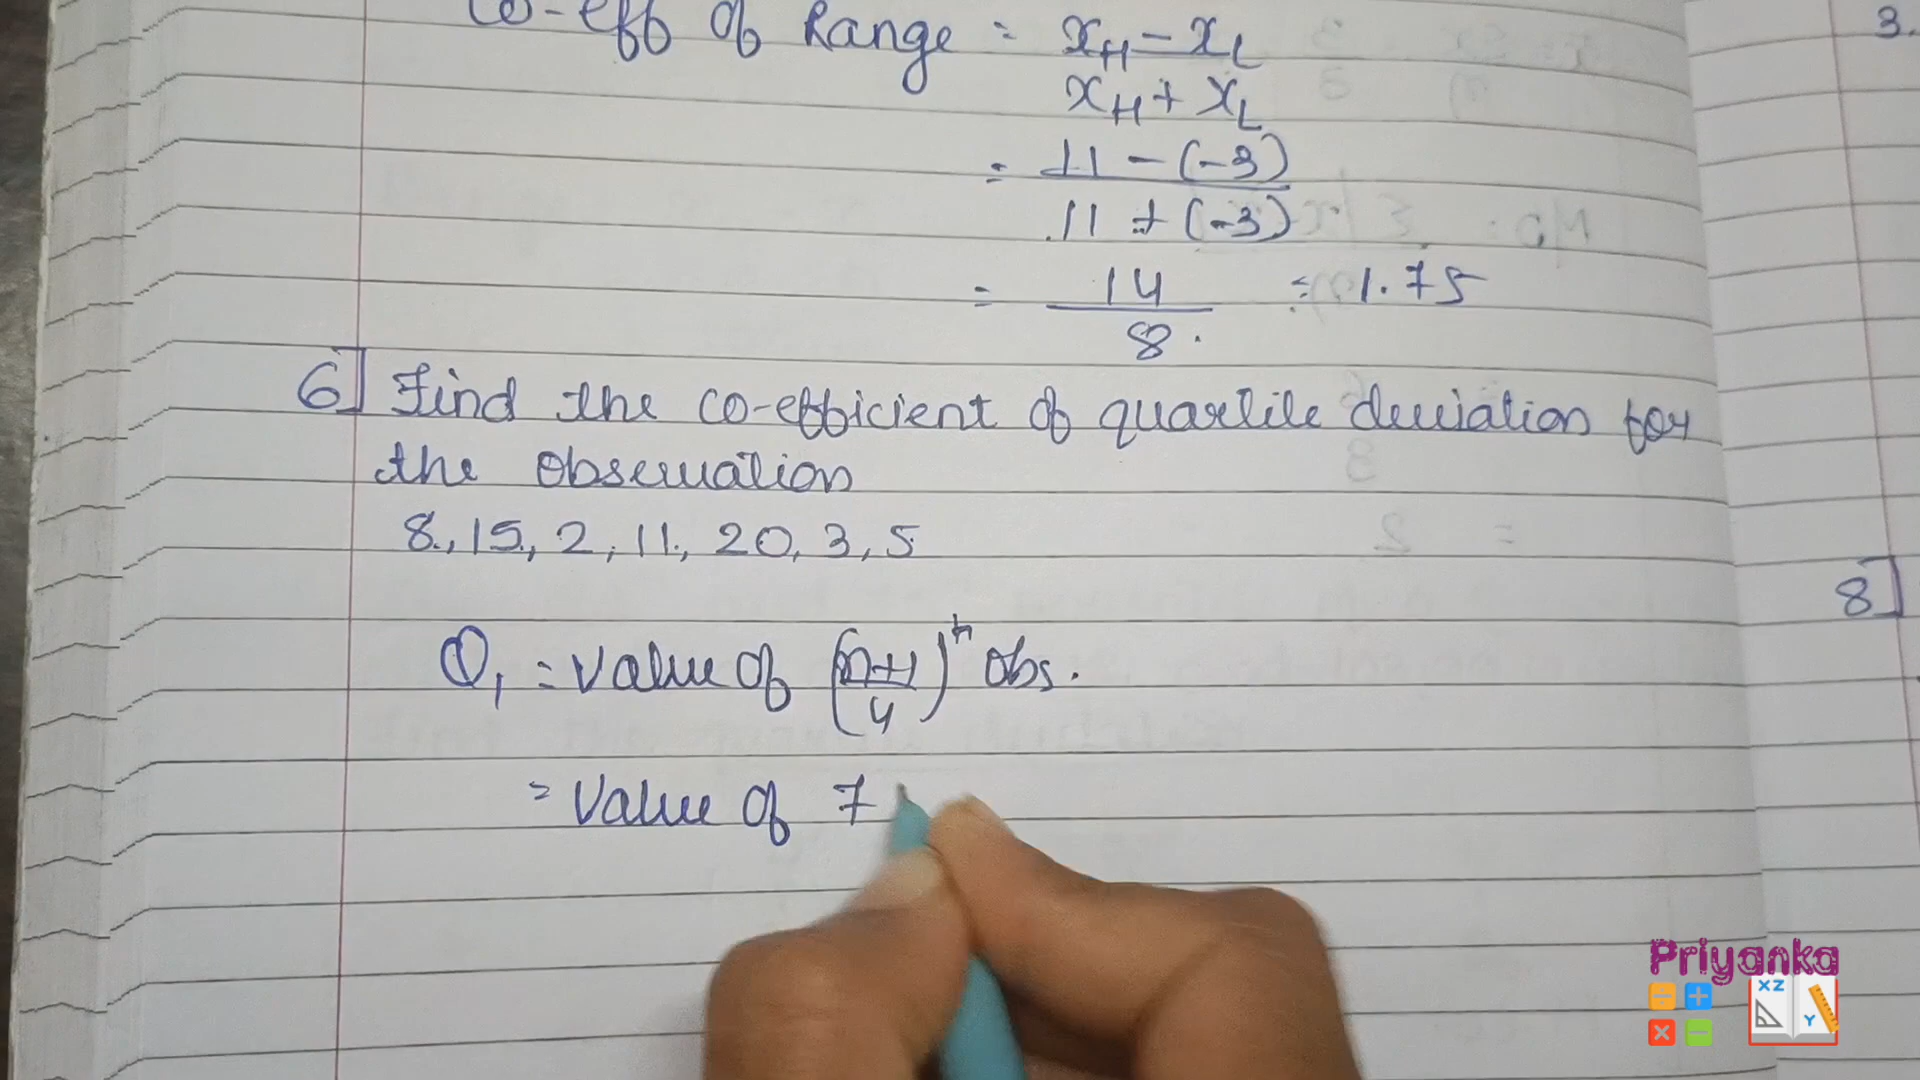 Co-eff of Range = xH - xL
xH + xL
= 11 - (-3)
11 + (-3)
= 14 = 1.75
8.
6] Find the co-efficient of quartile deviation for
the observation
8, 15, 2, 11, 20, 3, 5
Q1 = Value of (n+1/4)th obs.
= Value of 7
3.
8]
Priyanka
XZ
Y